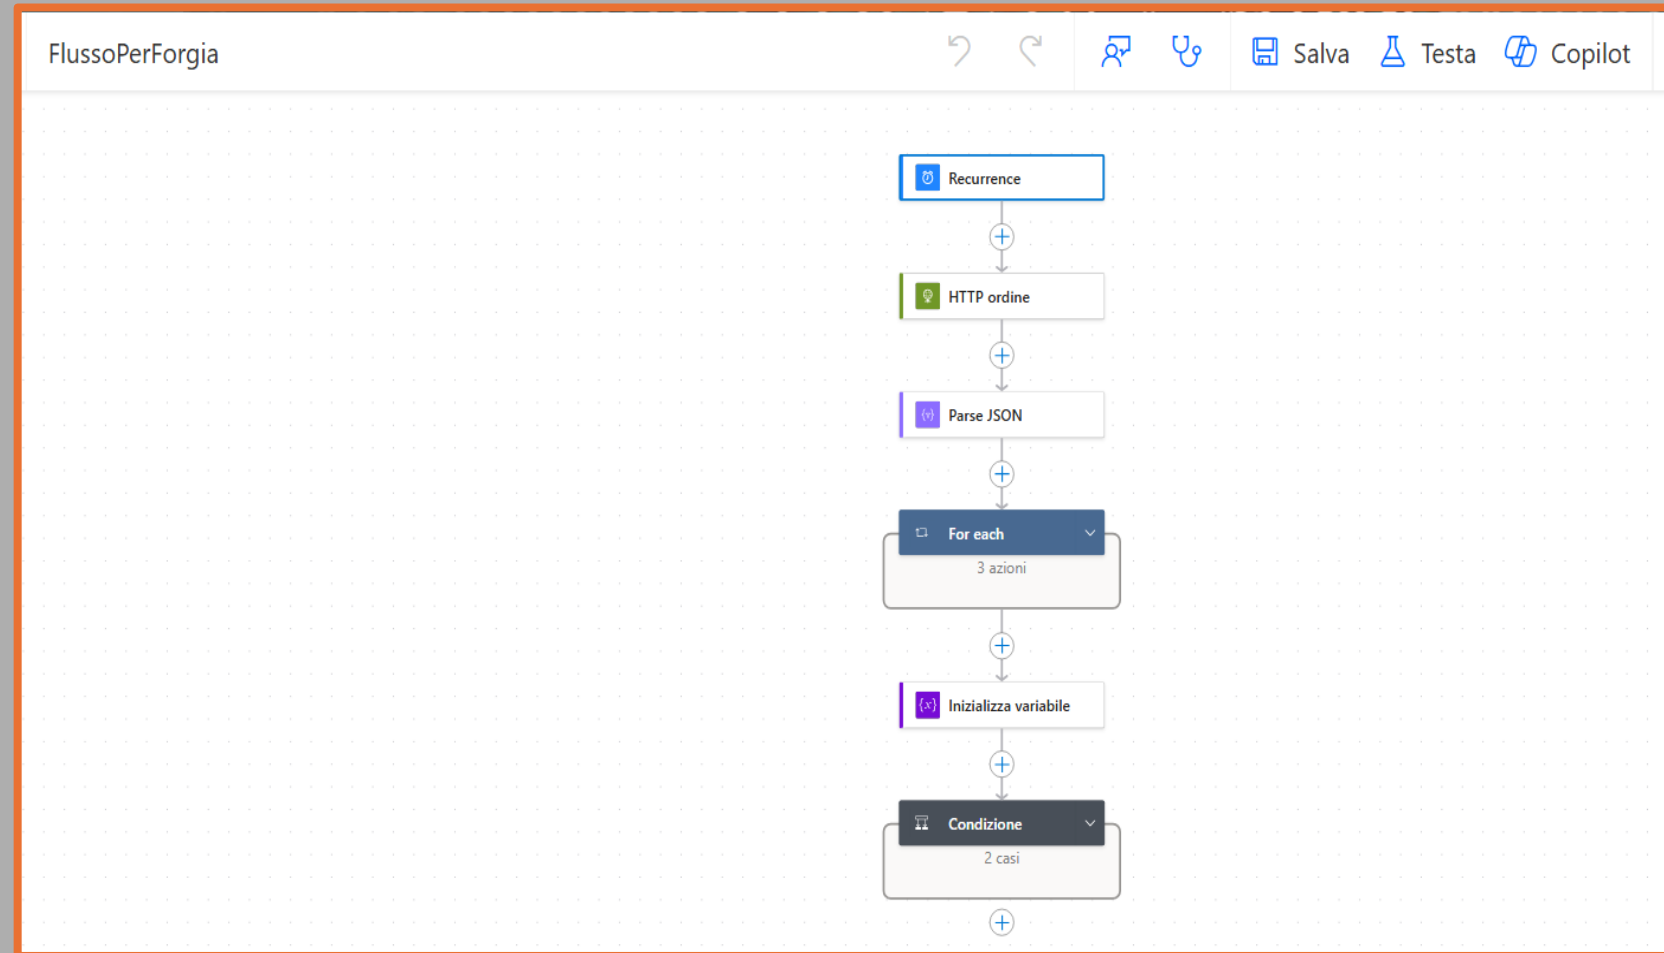 FlussoPerForgia
Salva
Testa
Copilot
Recurrence
HTTP ordine
Parse JSON
For each
3 azioni
Inizializza variabile
Condizione
2 casi